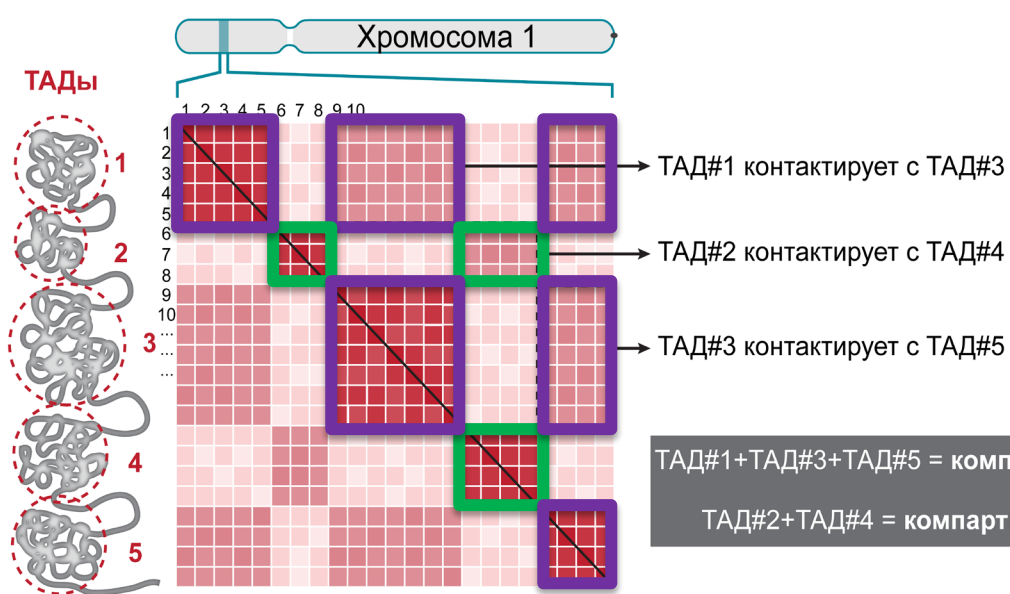 Хромосома 1
ТАДы
1 2 3 4 5 6 7 8 9 10
1
2
3
4
5
6
7
8
9
10
...
...
...
1
2
3
4
5
ТАД#1 контактирует с ТАД#3
ТАД#2 контактирует с ТАД#4
ТАД#3 контактирует с ТАД#5
ТАД#1+ТАД#3+ТАД#5 = комп
ТАД#2+ТАД#4 = компарт